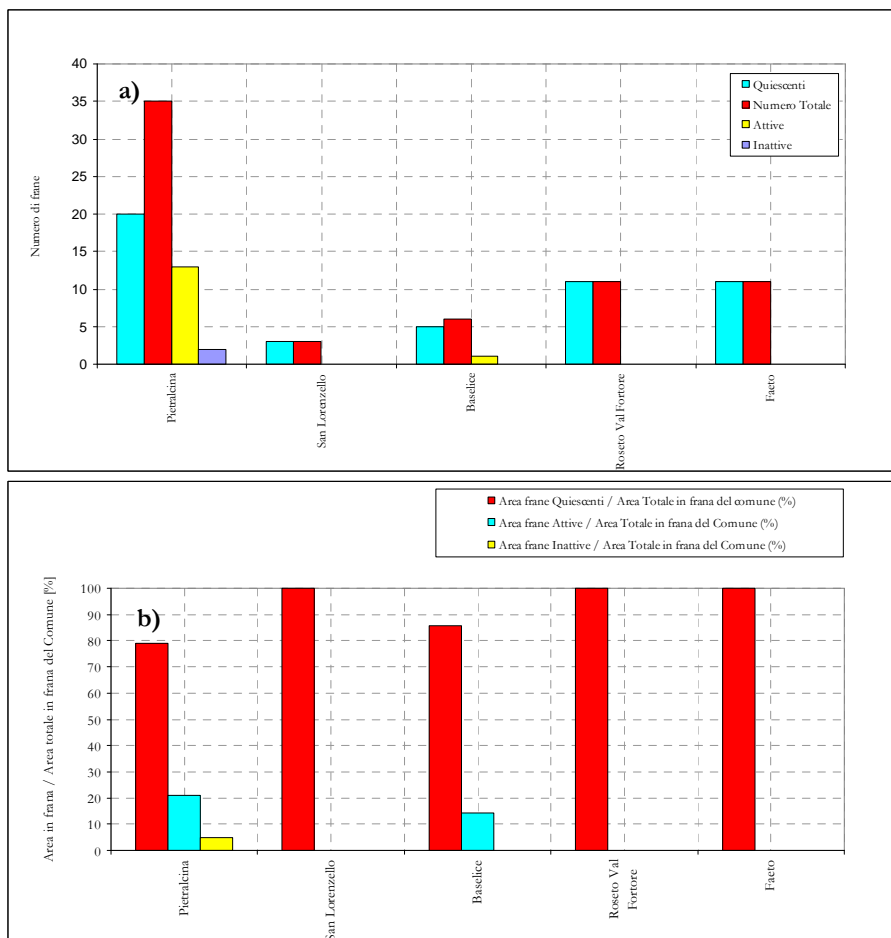 a)
Quiescenti
Numero Totale
Attive
Inattive
Numero di frane
40
35
30
25
20
15
10
5
0
Pietralcina
San Lorenzello
Baselice
Roseto Val Fortore
Faeto
Area frane Quiescenti / Area Totale in frana del comune (%)
Area frane Attive / Area Totale in frana del Comune (%)
Area frane Inattive / Area Totale in frana del Comune (%)
b)
Area in frana / Area totale in frana del Comune [%]
100
90
80
70
60
50
40
30
20
10
0
Pietralcina
San Lorenzello
Baselice
Roseto Val
Fortore
Faeto